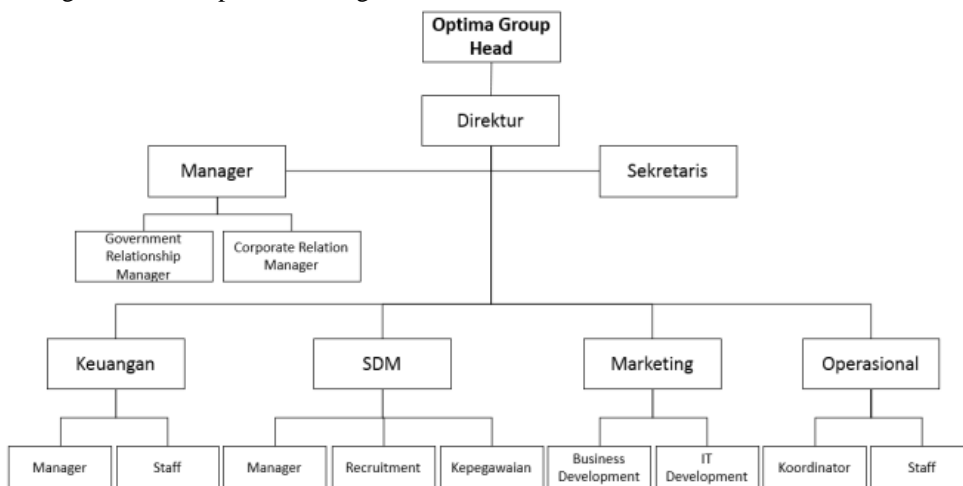 Optima Group
Head
Direktur
Manager
Sekretaris
Government
Relationship
Manager
Corporate Relation
Manager
Keuangan
SDM
Marketing
Operasional
Manager
Staff
Manager
Recruitment
Kepegawaian
Business
Development
IT
Development
Koordinator
Staff